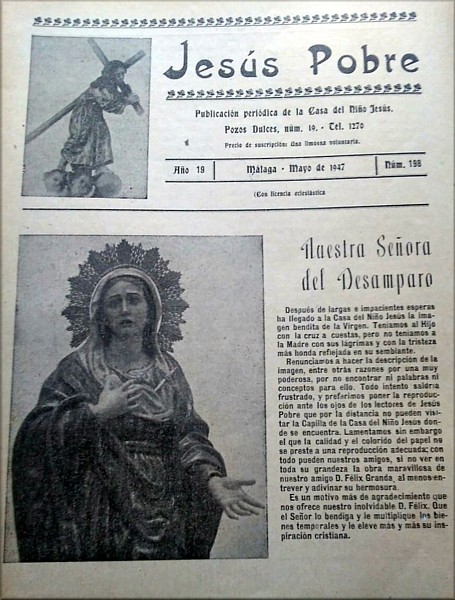 Jesús Pobre
Publicación periódica de la Casa del Niño Jesús.
Pozos Dulces, núm. 19. - Tél. 1270
Precio de suscripción: Una limosna voluntaria.
Año 19
Málaga - Mayo de 1947
Núm. 198
(Con licencia eclesiástica
Nuestra Señora
del Desamparo
Después de largas e impacientes esperas
ha llegado a la Casa del Niño Jesús la ima-
gen bendita de la Virgen. Teníamos al Hijo
con la cruz a cuestas, pero no teníamos a
la Madre con sus lágrimas y con la tristeza
más honda reflejada en su semblante.
Renunciamos a hacer la descripción de la
imagen, entre otras razones por una muy
poderosa, por no encontrar ni palabras ni
conceptos para ello. Todo intento saldría
frustrado, y preferimos poner la reproduc-
ción ante los ojos de los lectores de Jesús
Pobre que por la distancia no pueden visi-
tar la Capilla de la Casa del Niño Jesús don-
de se encuentra. Lamentamos sin embargo
el que la calidad y el colorido del papel no
se preste a una reproducción adecuada; con
todo pueden nuestros amigos, si no ver en
toda su grandeza la obra maravillosa de
nuestro amigo D. Félix Granda, al menos en-
trever y adivinar su hermosura.
Es un motivo más de agradecimiento que
nos ofrece nuestro inolvidable D. Félix. Que
el Señor lo bendiga y le multiplique los bie-
nes temporales y le eleve más y más su ins-
piración cristiana.